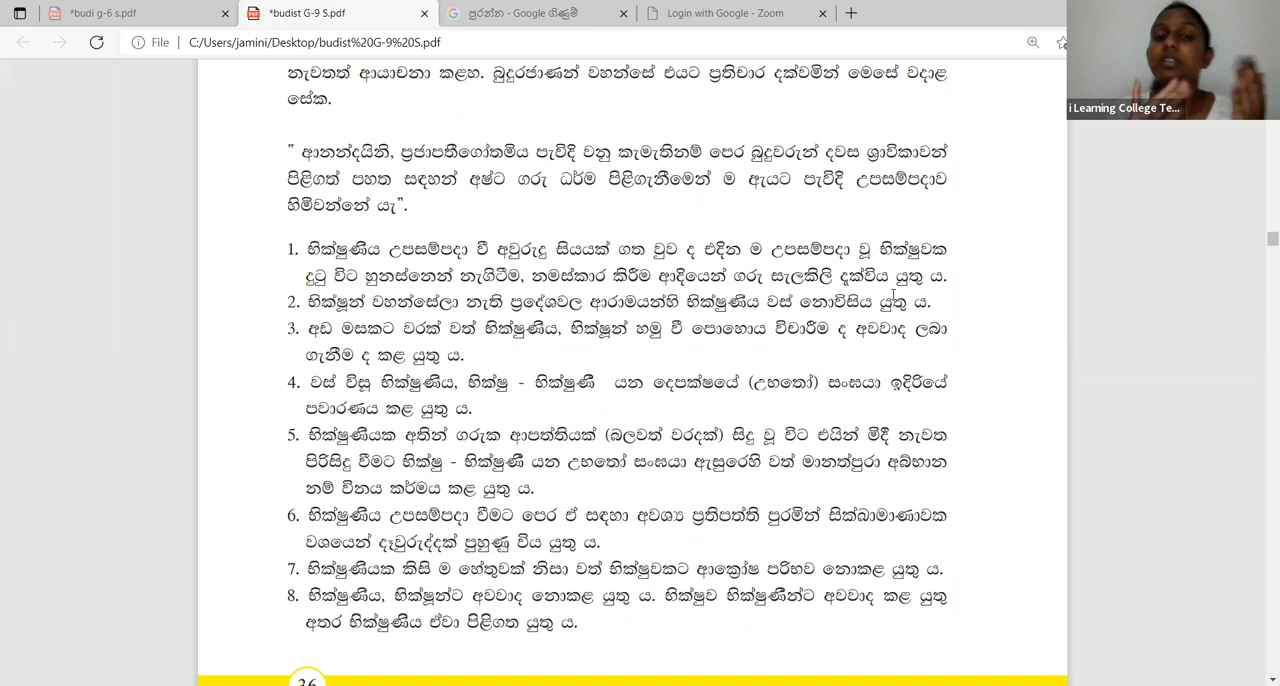 *budi g-6 s.pdf
*budist G-9 S.pdf
පුරන්න - Google ගිණුම්
Login with Google - Zoom
File
C:/Users/jamini/Desktop/budist%20G-9%20S.pdf
i Learning College Te...
නැවතත් ආයාචනා කළහ. බුදුරජාණන් වහන්සේ එයට ප්‍රතිචාර දක්වමින් මෙසේ වදාළ
සේක.
" ආනන්දයිනි, ප්‍රජාපතීගෝතමිය පැවිදි වනු කැමැතිනම් පෙර බුදුවරුන් දවස ශ්‍රාවිකාවන්
පිළිගත් පහත සඳහන් අෂ්ට ගරු ධර්ම පිළිගැනීමෙන් ම ඇයට පැවිදි උපසම්පදාව
හිමිවන්නේ යැ”.
1. භික්ෂුණිය උපසම්පදා වී අවුරුදු සියයක් ගත වුව ද එදින ම උපසම්පදා වූ භික්ෂුවක
දුටු විට හුනස්නෙන් නැගිටීම, නමස්කාර කිරීම ආදියෙන් ගරු සැලකිලි දැක්විය යුතු ය.
2. භික්ෂූන් වහන්සේලා නැති ප්‍රදේශවල ආරාමයන්හි භික්ෂුණිය වස් නොවිසිය යුතු ය.
3. අඩ මසකට වරක් වත් භික්ෂුණිය, භික්ෂූන් හමු වී පොහොය විචාරීම ද අවවාද ලබා
ගැනීම ද කළ යුතු ය.
4. වස් විසූ භික්ෂුණිය, භික්ෂු - භික්ෂුණී යන දෙපක්ෂයේ (උභතෝ) සංඝයා ඉදිරියේ
පවාරණය කළ යුතු ය.
5. භික්ෂුණියක අතින් ගරුක ආපත්තියක් (බලවත් වරදක්) සිදු වූ විට එයින් මිදී නැවත
පිරිසිදු වීමට භික්ෂු - භික්ෂුණී යන උභතෝ සංඝයා ඇසුරෙහි වත් මානත්පුරා අබ්භාන
නම් විනය කර්මය කළ යුතු ය.
6. භික්ෂුණිය උපසම්පදා වීමට පෙර ඒ සඳහා අවශ්‍ය ප්‍රතිපත්ති පුරමින් සික්ඛාමාණාවක
වශයෙන් දෑවුරුද්දක් පුහුණු විය යුතු ය.
7. භික්ෂුණියක කිසි ම හේතුවක් නිසා වත් භික්ෂුවකට ආක්‍රෝෂ පරිභව නොකළ යුතු ය.
8. භික්ෂුණිය, භික්ෂූන්ට අවවාද නොකළ යුතු ය. භික්ෂුව භික්ෂුණීන්ට අවවාද කළ යුතු
අතර භික්ෂුණිය ඒවා පිළිගත යුතු ය.
36